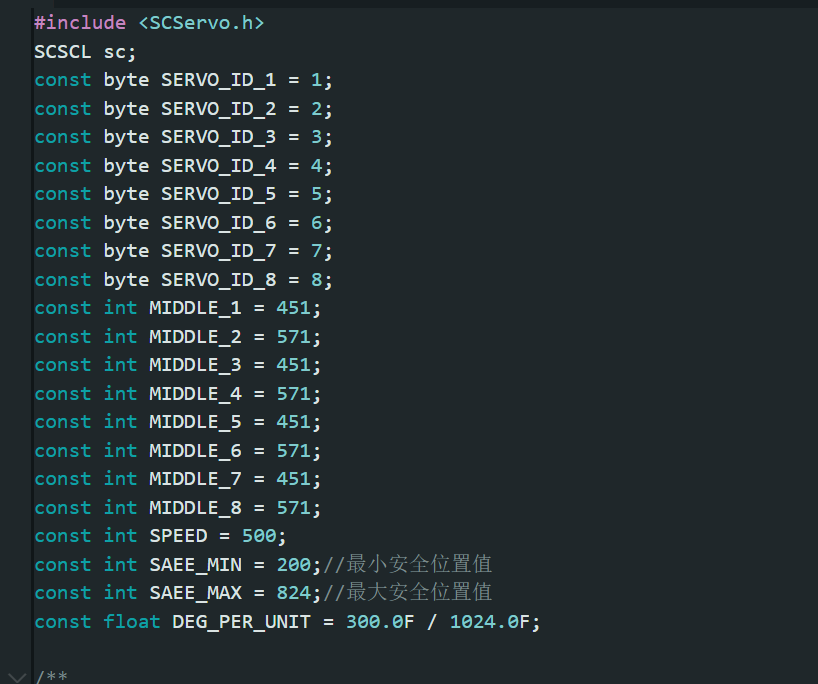 #include <SCServo.h>
SCSCL sc;
const byte SERVO_ID_1 = 1;
const byte SERVO_ID_2 = 2;
const byte SERVO_ID_3 = 3;
const byte SERVO_ID_4 = 4;
const byte SERVO_ID_5 = 5;
const byte SERVO_ID_6 = 6;
const byte SERVO_ID_7 = 7;
const byte SERVO_ID_8 = 8;
const int MIDDLE_1 = 451;
const int MIDDLE_2 = 571;
const int MIDDLE_3 = 451;
const int MIDDLE_4 = 571;
const int MIDDLE_5 = 451;
const int MIDDLE_6 = 571;
const int MIDDLE_7 = 451;
const int MIDDLE_8 = 571;
const int SPEED = 500;
const int SAEE_MIN = 200;//最小安全位置值
const int SAEE_MAX = 824;//最大安全位置值
const float DEG_PER_UNIT = 300.0F / 1024.0F;
/**